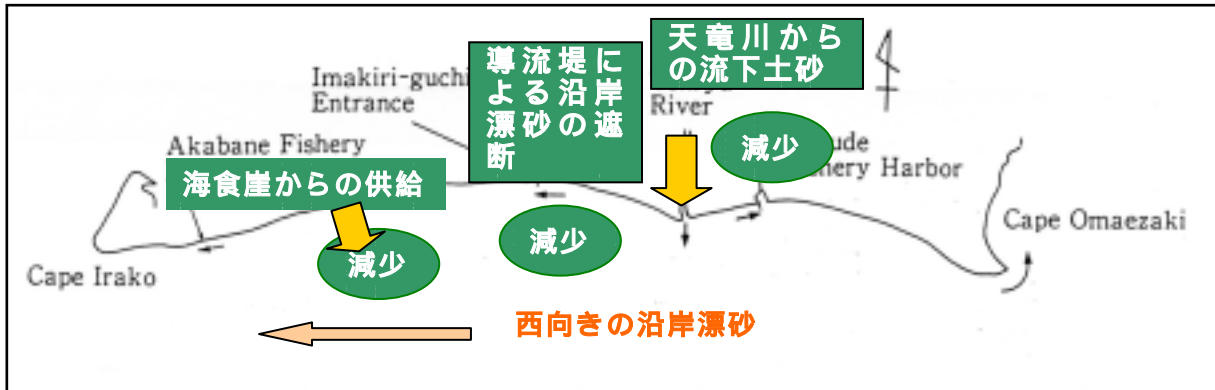 天竜川から
の流下土砂
導流堤に
よる沿岸
漂砂の遮
断
Imakiri-guchi
Entrance
River
減少
Akabane Fishery
Harbor
海食崖からの供給
減少
減少
Cape Omaezaki
Cape Irako
西向きの沿岸漂砂